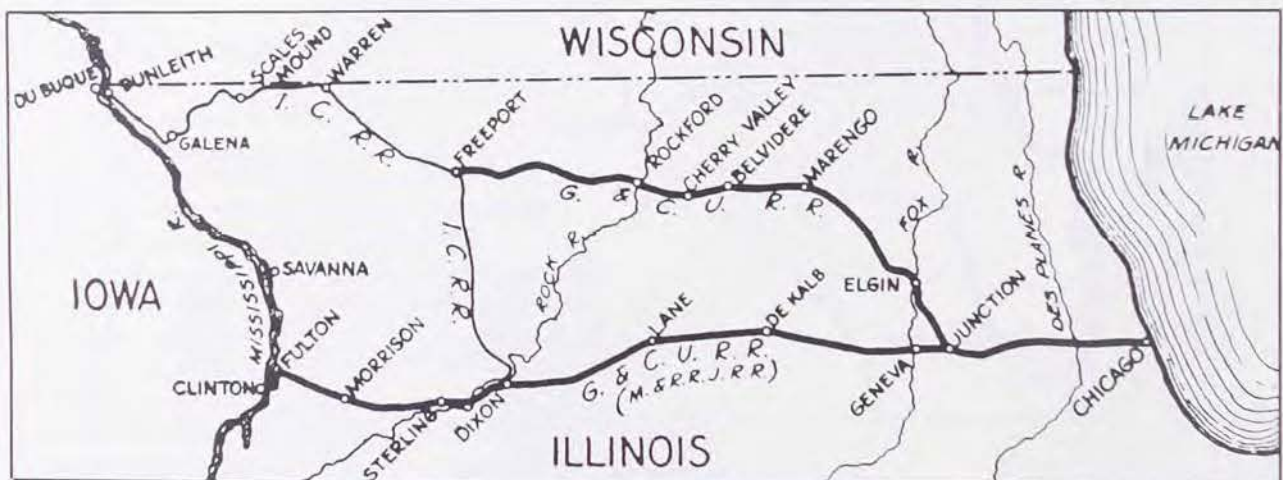 WISCONSIN
LAKE
MICHIGAN
DU BUQUE
DUNLEITH
SCALES
MOUND
WARREN
I. C. R. R.
GALENA
FREEPORT
ROCKFORD
CHERRY VALLEY
BELVIDERE
MARENGO
G. & C. U. R. R.
FOX R
DES PLANES R
I. C. R. R.
ROCK R
IOWA
MISSISSIPPI R.
SAVANNA
FULTON
CLINTON
MORRISON
STERLING
DIXON
LANE
DE KALB
G. & C. U. R. R.
(M. & R. R. J. R. R.)
ELGIN
JUNCTION
GENEVA
CHICAGO
ILLINOIS